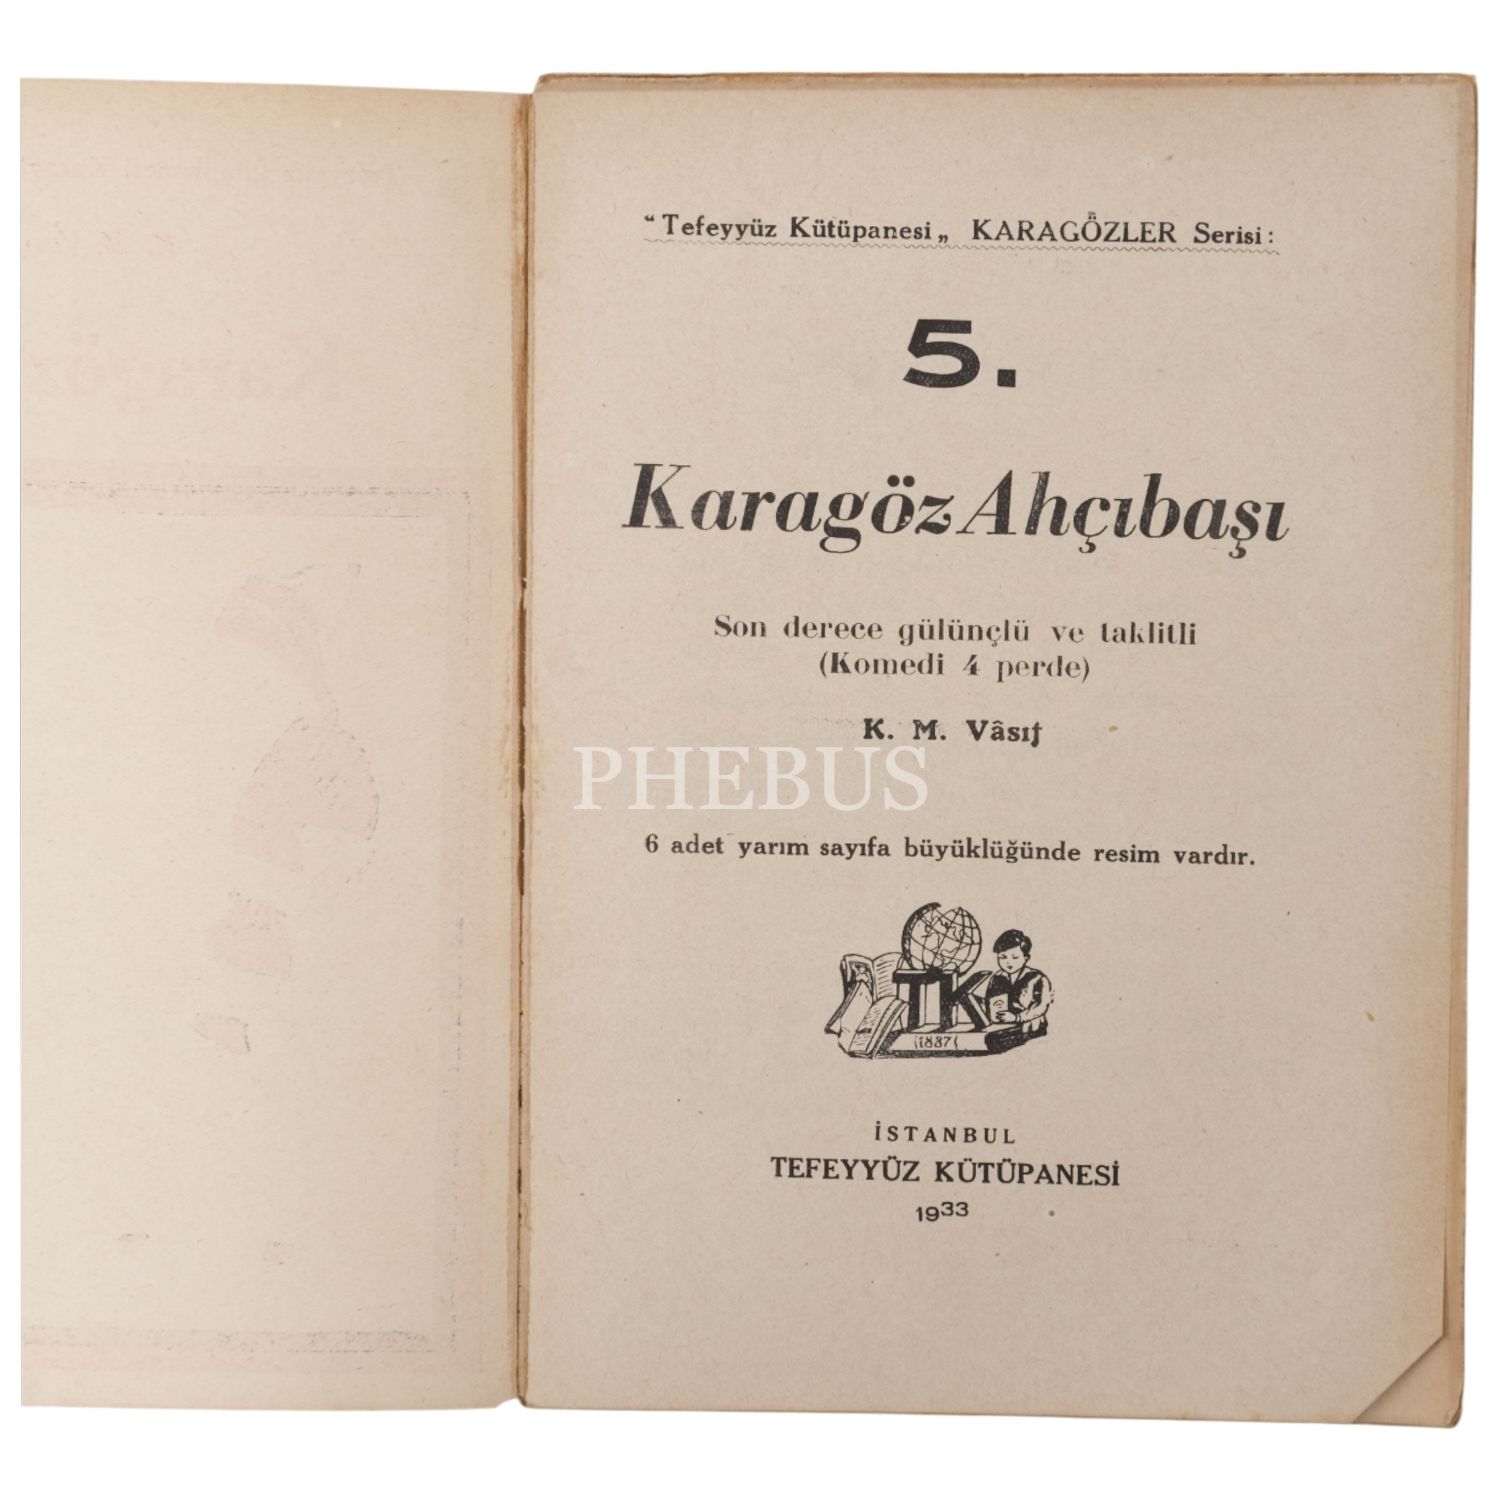 “Tefeyyüz Kütüpanesi„ KARAGÖZLER Serisi:
5.
Karagöz Ahçıbaşı
Son derece gülünçlü ve taklitli
(Komedi 4 perde)
K. M. Vâsıf
PHEBUS
6 adet yarım sayıfa büyüklüğünde resim vardır.
TK
1887
İSTANBUL
TEFEYYÜZ KÜTÜPANESİ
1933